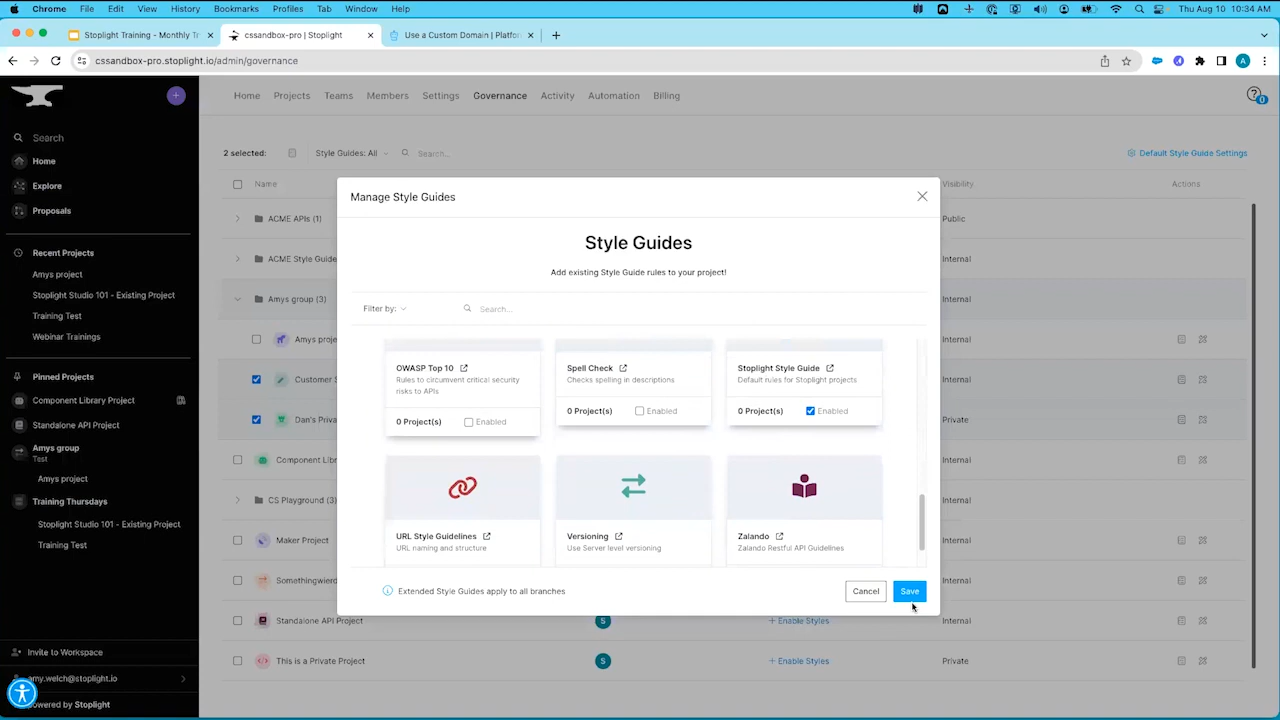 Chrome File Edit View History Bookmarks Profiles Tab Window Help Thu Aug 10 10:34 AM
Stoplight Training - Monthly Tr cssandbox-pro | Stoplight Use a Custom Domain | Platfor
cssandbox-pro.stoplight.io/admin/governance A
Home Projects Teams Members Settings Governance Activity Automation Billing
0
Search
Home
Explore
Proposals
Recent Projects
Amys project
Stoplight Studio 101 - Existing Project
Training Test
Webinar Trainings
Pinned Projects
Component Library Project
Standalone API Project
Amys group
Test
Amys project
Training Thursdays
Stoplight Studio 101 - Existing Project
Training Test
Invite to Workspace
amy.welch@stoplight.io
owered by Stoplight
2 selected: Style Guides: All Search... Default Style Guide Settings
Name Visibility Actions
ACME APIs (1) Public
ACME Style Guide Internal
Amys group (3) Internal
Amys proje Internal
Customer S Internal
Dan's Priva Private
Component Libr Internal
CS Playground (3) Internal
Maker Project Internal
Somethingwierd Internal
Standalone API Project S + Enable Styles Internal
This is a Private Project S + Enable Styles Private
Manage Style Guides
Style Guides
Add existing Style Guide rules to your project!
Filter by: Search...
OWASP Top 10
Rules to circumvent critical security
risks to APIs
0 Project(s) Enabled
Spell Check
Checks spelling in descriptions
0 Project(s) Enabled
Stoplight Style Guide
Default rules for Stoplight projects
0 Project(s) Enabled
URL Style Guidelines
URL naming and structure
Versioning
Use Server level versioning
Zalando
Zalando Restful API Guidelines
Extended Style Guides apply to all branches
Cancel Save